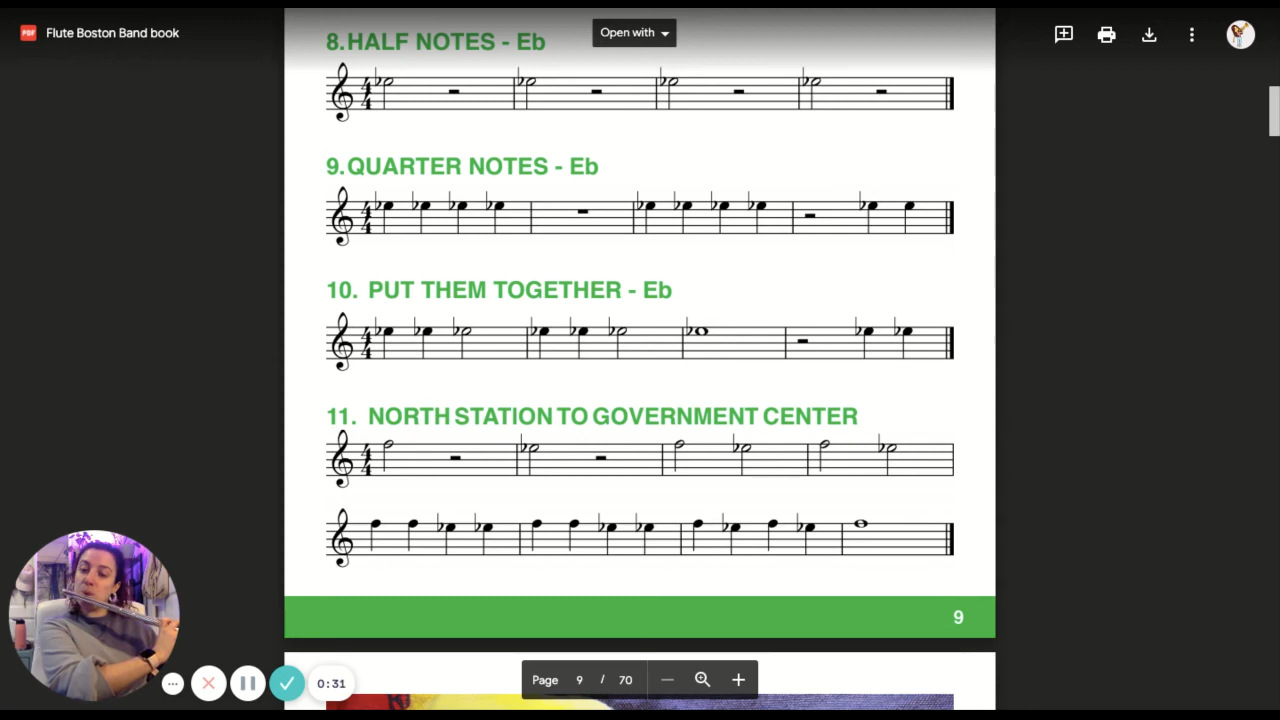 PDF Flute Boston Band book
Open with
8.HALF NOTES - Eb
9.QUARTER NOTES - Eb
10. PUT THEM TOGETHER - Eb
11. NORTH STATION TO GOVERNMENT CENTER
9
0:31
Page 9 / 70